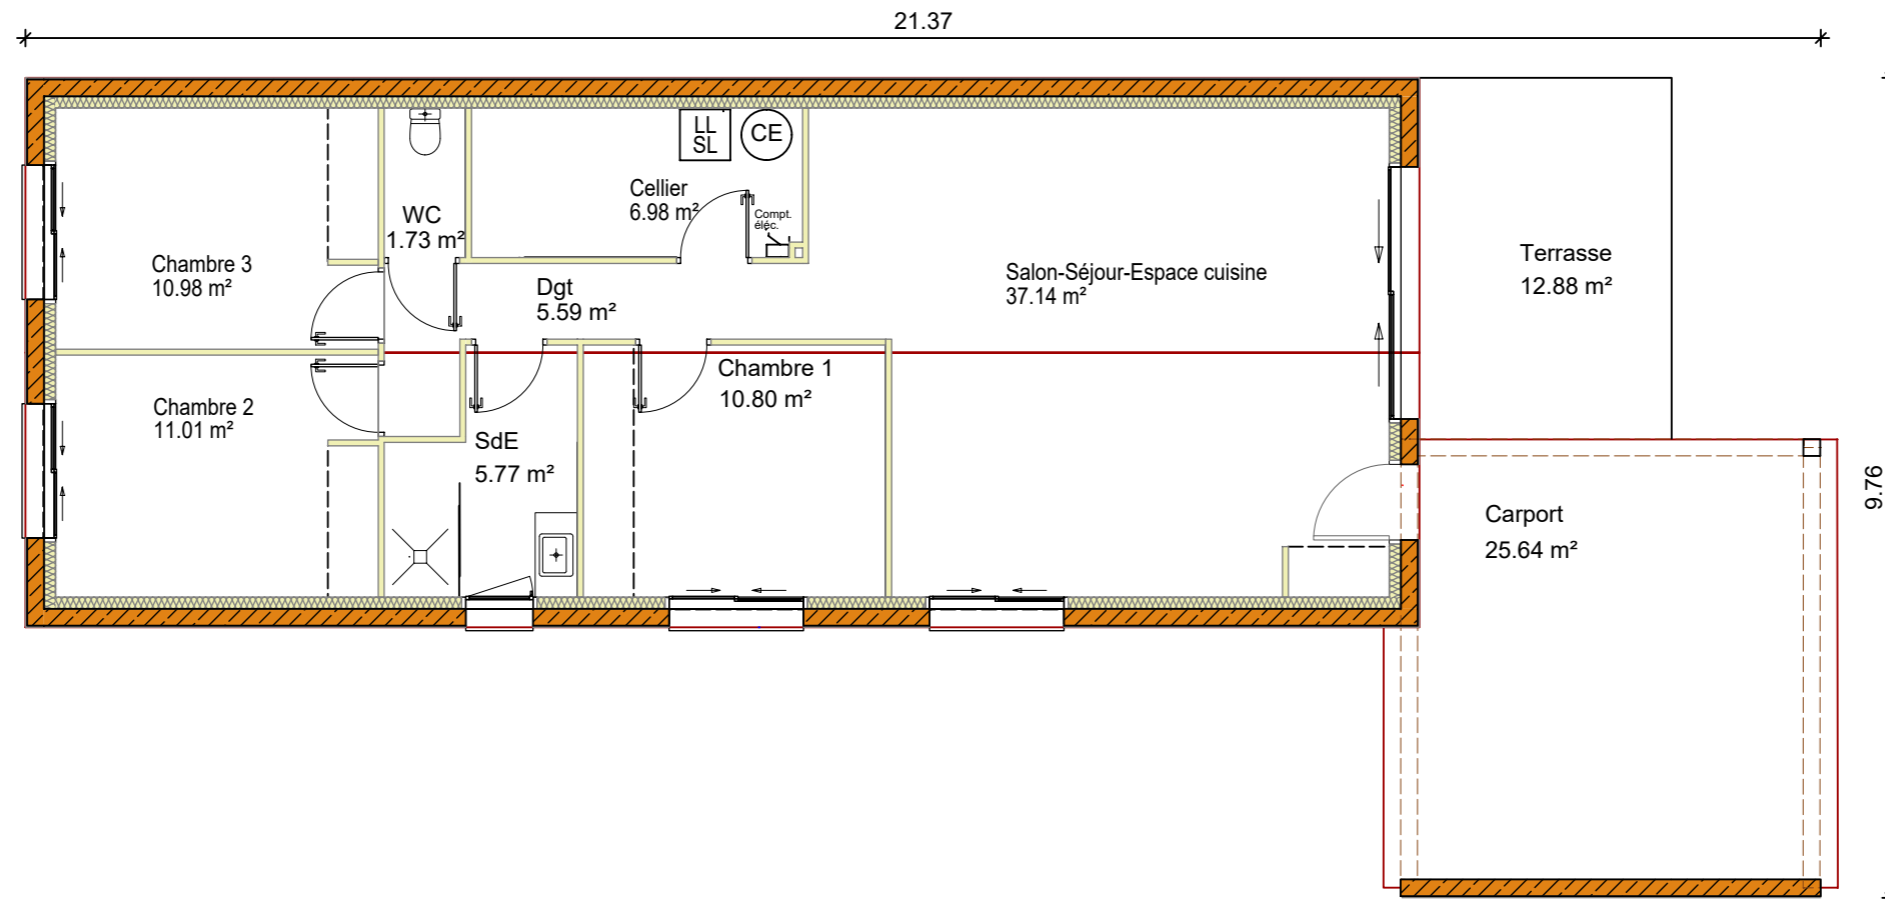 21.37
LL
SL
CE
Cellier
6.98 m²
Compt.
éléc.
WC
1.73 m²
Chambre 3
10.98 m²
Dgt
5.59 m²
Salon-Séjour-Espace cuisine
37.14 m²
Terrasse
12.88 m²
Chambre 1
10.80 m²
Chambre 2
11.01 m²
SdE
5.77 m²
Carport
25.64 m²
9.76